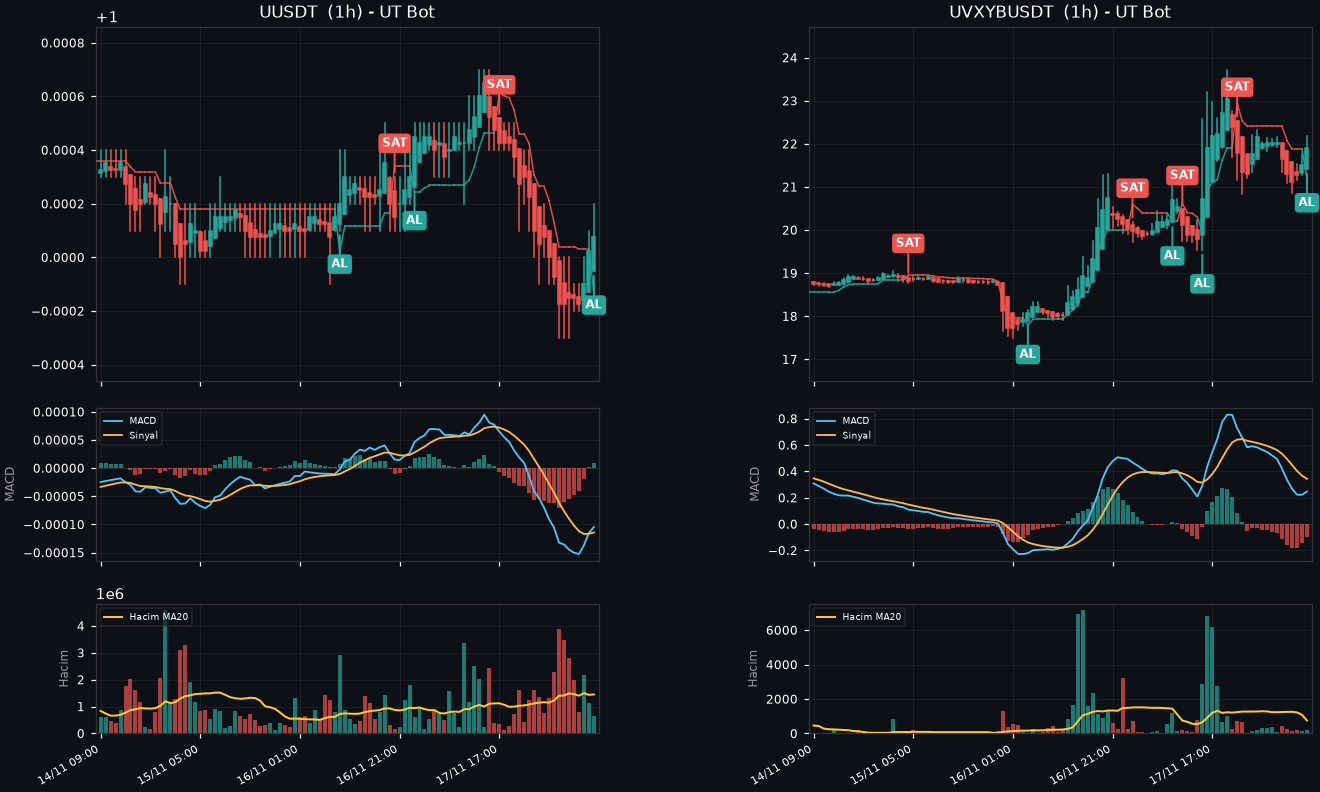 UUSDT (1h) - UT Bot
+1
0.0008
0.0006
0.0004
0.0002
0.0000
−0.0002
−0.0004
SAT
SAT
AL
AL
AL
0.00010
0.00005
0.00000
−0.00005
−0.00010
−0.00015
MACD
MACD
Sinyal
1e6
4
3
2
1
0
Hacim
Hacim MA20
14/11 09:00
15/11 05:00
16/11 01:00
16/11 21:00
17/11 17:00
UVXYBUSDT (1h) - UT Bot
24
23
22
21
20
19
18
17
SAT
SAT
SAT
SAT
AL
AL
AL
AL
0.8
0.6
0.4
0.2
0.0
−0.2
MACD
MACD
Sinyal
6000
4000
2000
0
Hacim
Hacim MA20
14/11 09:00
15/11 05:00
16/11 01:00
16/11 21:00
17/11 17:00